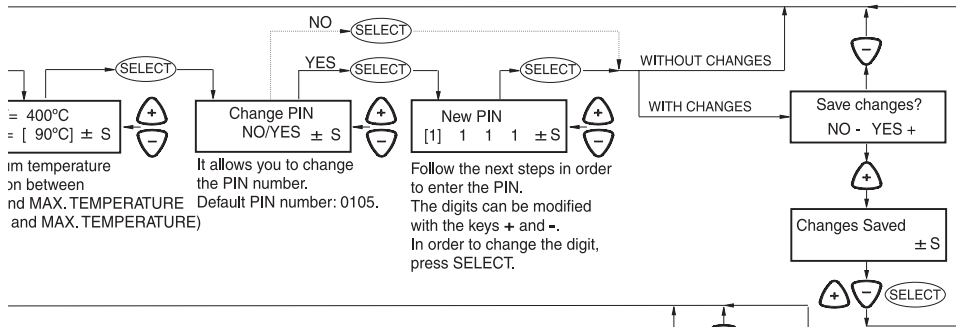 NO
SELECT
YES
SELECT
SELECT
SELECT
WITHOUT CHANGES
WITH CHANGES
= 400ºC
= [ 90ºC] ± S
+
-
um temperature
on between
nd MAX. TEMPERATURE
and MAX. TEMPERATURE)
Change PIN
NO/YES ± S
+
-
It allows you to change
the PIN number.
Default PIN number: 0105.
New PIN
[1] 1 1 1 ± S
+
-
Follow the next steps in order
to enter the PIN.
The digits can be modified
with the keys + and -.
In order to change the digit,
press SELECT.
-
Save changes?
NO - YES +
+
Changes Saved
± S
+
-
SELECT